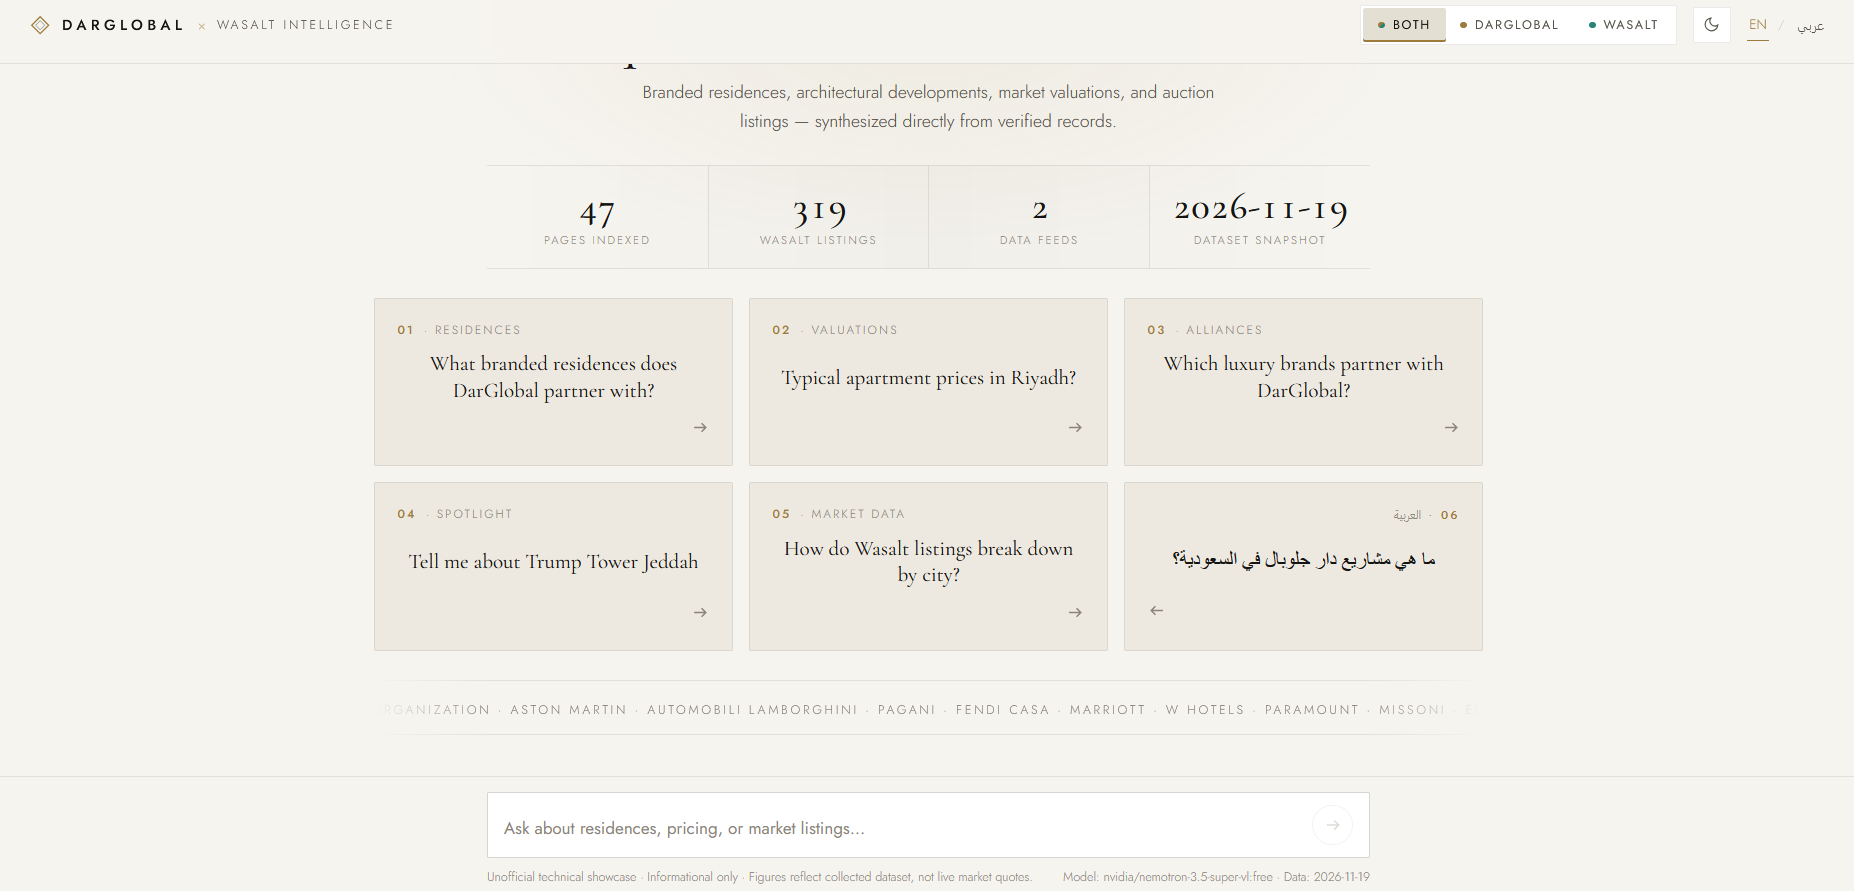 DARGLOBAL × WASALT INTELLIGENCE
BOTH DARGLOBAL WASALT EN / عربي
Branded residences, architectural developments, market valuations, and auction
listings — synthesized directly from verified records.
47 319 2 2026-11-19
PAGES INDEXED WASALT LISTINGS DATA FEEDS DATASET SNAPSHOT
01 · RESIDENCES
What branded residences does
DarGlobal partner with?
→
02 · VALUATIONS
Typical apartment prices in Riyadh?
→
03 · ALLIANCES
Which luxury brands partner with
DarGlobal?
→
04 · SPOTLIGHT
Tell me about Trump Tower Jeddah
→
05 · MARKET DATA
How do Wasalt listings break down
by city?
→
06 · العربية
ما هي مشاريع دار جلوبال في السعودية؟
←
RGANIZATION · ASTON MARTIN · AUTOMOBILI LAMBORGHINI · PAGANI · FENDI CASA · MARRIOTT · W HOTELS · PARAMOUNT · MISSONI ·
Ask about residences, pricing, or market listings...
Unofficial technical showcase · Informational only · Figures reflect collected dataset, not live market quotes. Model: nvidia/nemotron-3.5-super-vl:free · Data: 2026-11-19